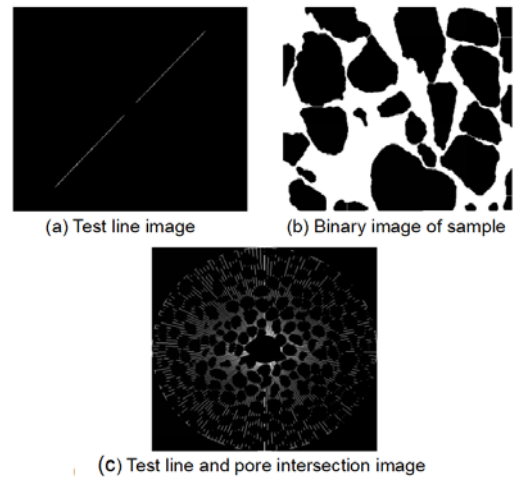 (a) Test line image
(b) Binary image of sample
(c) Test line and pore intersection image